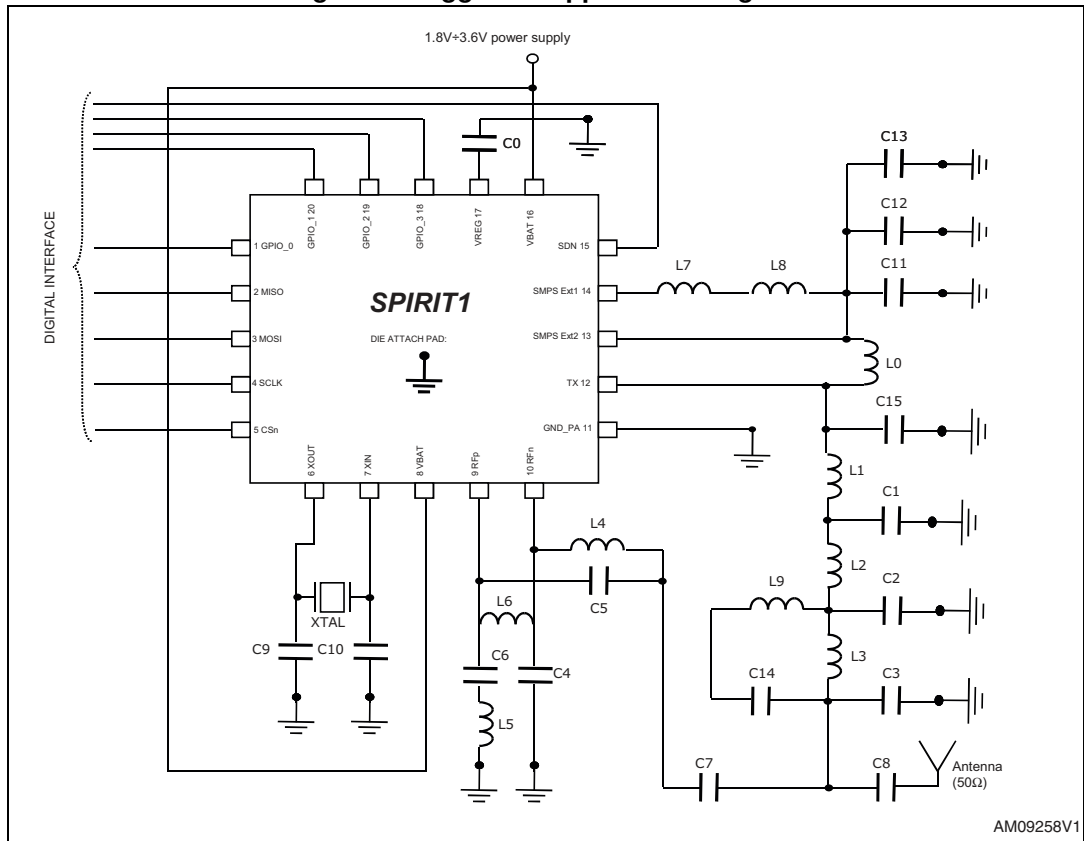 1.8V÷3.6V power supply
DIGITAL INTERFACE
C0
C13
C12
C11
GPIO_1 20
GPIO_2 19
GPIO_3 18
VREG 17
VBAT 16
1 GPIO_0
2 MISO
3 MOSI
4 SCLK
5 CSn
SPIRIT1
DIE ATTACH PAD:
SDN 15
SMPS Ext1 14
SMPS Ext2 13
TX 12
GND_PA 11
6 XOUT
7 XIN
8 VBAT
9 RFp
10 RFn
L7
L8
L0
C15
L1
C1
L2
C2
L9
L3
C14
C3
L4
C5
L6
C6
C4
L5
XTAL
C9
C10
C7
C8
Antenna
(50Ω)
AM09258V1